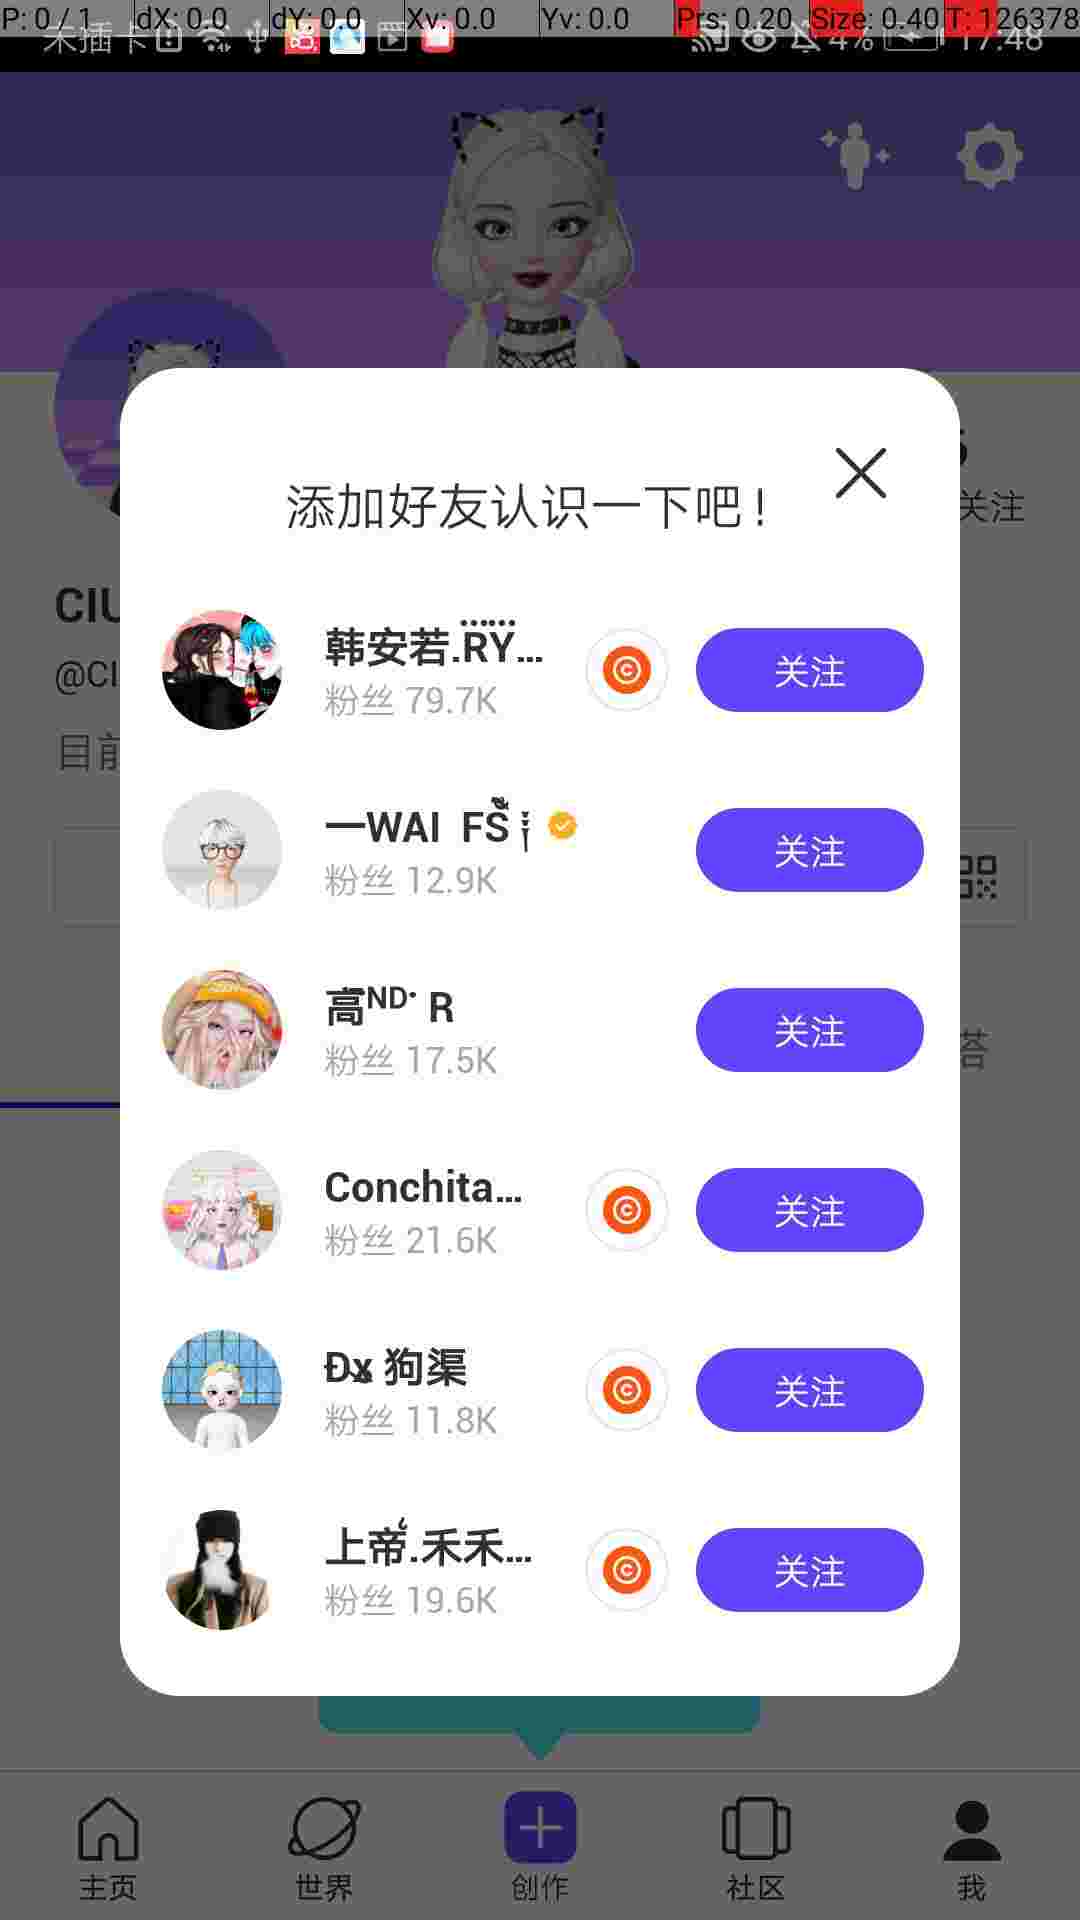 P: 0 / 1 dX: 0.0 dY: 0.0 Xv: 0.0 Yv: 0.0 Prs: 0.20 Size: 0.40 T: 126378
未插卡 4% 17:48
添加好友认识一下吧！
关注
韩安若.RY...
粉丝 79.7K
关注
CIU
@CI
目前
一WAI FS
粉丝 12.9K
关注
高ᴺᴰ· R
粉丝 17.5K
关注
答
Conchita...
粉丝 21.6K
关注
Đx 狗渠
粉丝 11.8K
关注
上帝.禾禾...
粉丝 19.6K
关注
主页 世界 创作 社区 我